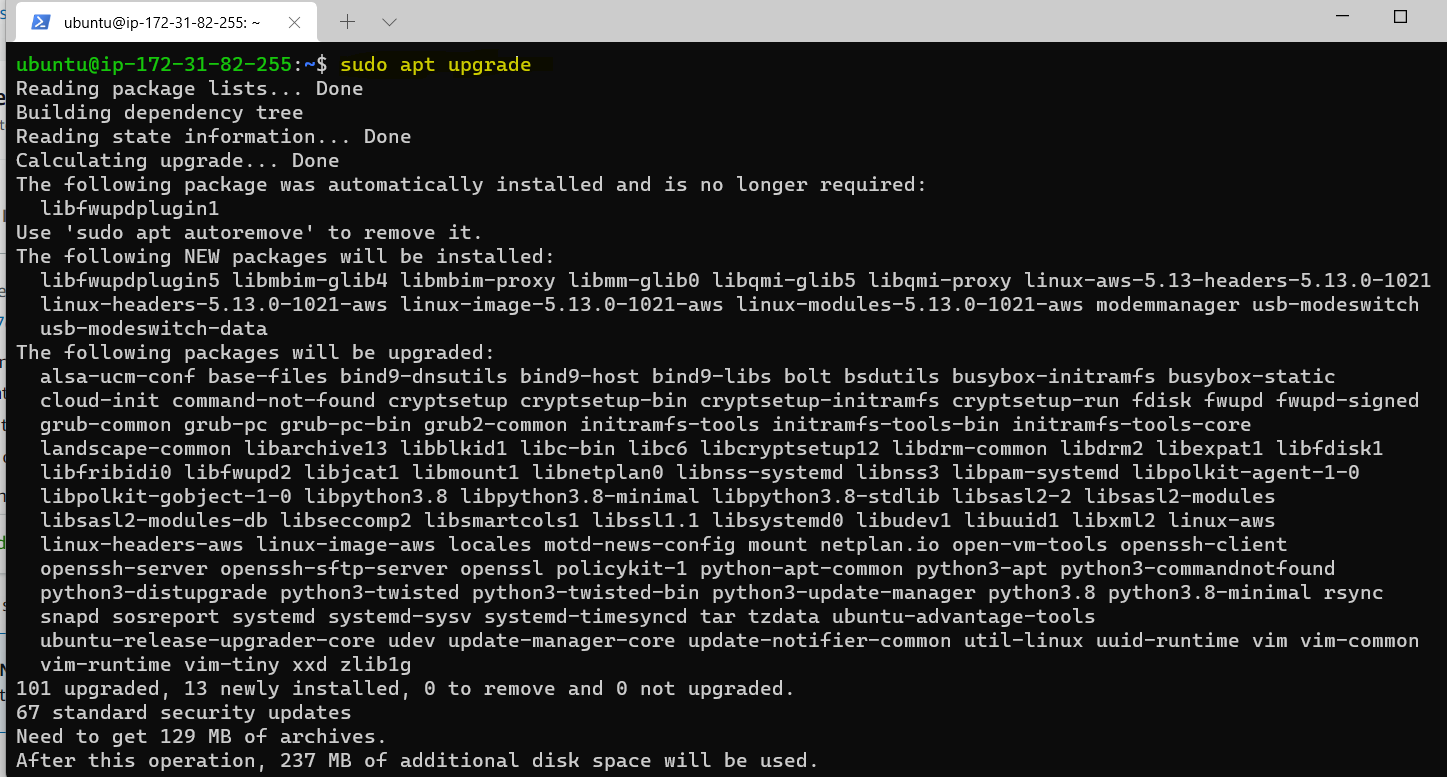 ubuntu@ip-172-31-82-255: ~
ubuntu@ip-172-31-82-255:~$ sudo apt upgrade
Reading package lists... Done
Building dependency tree
Reading state information... Done
Calculating upgrade... Done
The following package was automatically installed and is no longer required:
  libfwupdplugin1
Use 'sudo apt autoremove' to remove it.
The following NEW packages will be installed:
  libfwupdplugin5 libmbim-glib4 libmbim-proxy libmm-glib0 libqmi-glib5 libqmi-proxy linux-aws-5.13-headers-5.13.0-1021
  linux-headers-5.13.0-1021-aws linux-image-5.13.0-1021-aws linux-modules-5.13.0-1021-aws modemmanager usb-modeswitch
  usb-modeswitch-data
The following packages will be upgraded:
  alsa-ucm-conf base-files bind9-dnsutils bind9-host bind9-libs bolt bsdutils busybox-initramfs busybox-static
  cloud-init command-not-found cryptsetup cryptsetup-bin cryptsetup-initramfs cryptsetup-run fdisk fwupd fwupd-signed
  grub-common grub-pc grub-pc-bin grub2-common initramfs-tools initramfs-tools-bin initramfs-tools-core
  landscape-common libarchive13 libblkid1 libc-bin libc6 libcryptsetup12 libdrm-common libdrm2 libexpat1 libfdisk1
  libfribidi0 libfwupd2 libjcat1 libmount1 libnetplan0 libnss-systemd libnss3 libpam-systemd libpolkit-agent-1-0
  libpolkit-gobject-1-0 libpython3.8 libpython3.8-minimal libpython3.8-stdlib libsasl2-2 libsasl2-modules
  libsasl2-modules-db libseccomp2 libsmartcols1 libssl1.1 libsystemd0 libudev1 libuuid1 libxml2 linux-aws
  linux-headers-aws linux-image-aws locales motd-news-config mount netplan.io open-vm-tools openssh-client
  openssh-server openssh-sftp-server openssl policykit-1 python-apt-common python3-apt python3-commandnotfound
  python3-distupgrade python3-twisted python3-twisted-bin python3-update-manager python3.8 python3.8-minimal rsync
  snapd sosreport systemd systemd-sysv systemd-timesyncd tar tzdata ubuntu-advantage-tools
  ubuntu-release-upgrader-core udev update-manager-core update-notifier-common util-linux uuid-runtime vim vim-common
  vim-runtime vim-tiny xxd zlib1g
101 upgraded, 13 newly installed, 0 to remove and 0 not upgraded.
67 standard security updates
Need to get 129 MB of archives.
After this operation, 237 MB of additional disk space will be used.